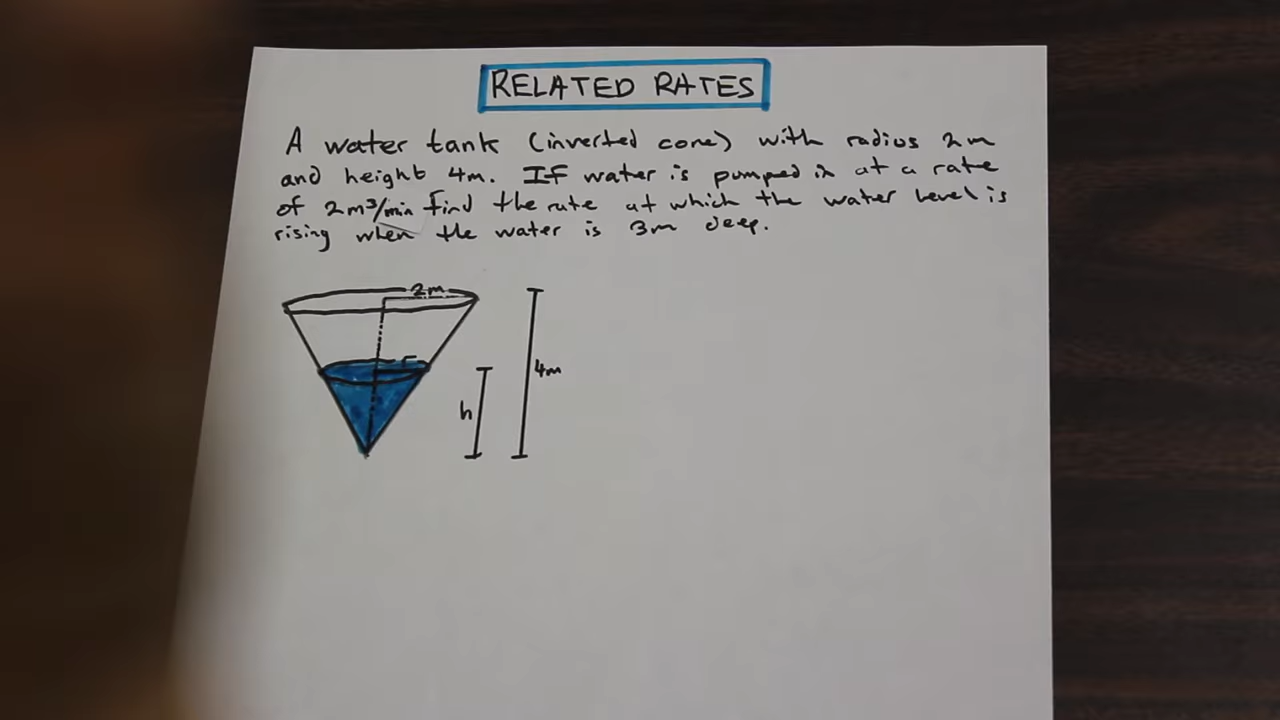 RELATED RATES
A water tank (inverted cone) with radius 2m
and height 4m. If water is pumped in at a rate
of 2m³/min find the rate at which the water level is
rising when the water is 3m deep.
2m
r
4m
h